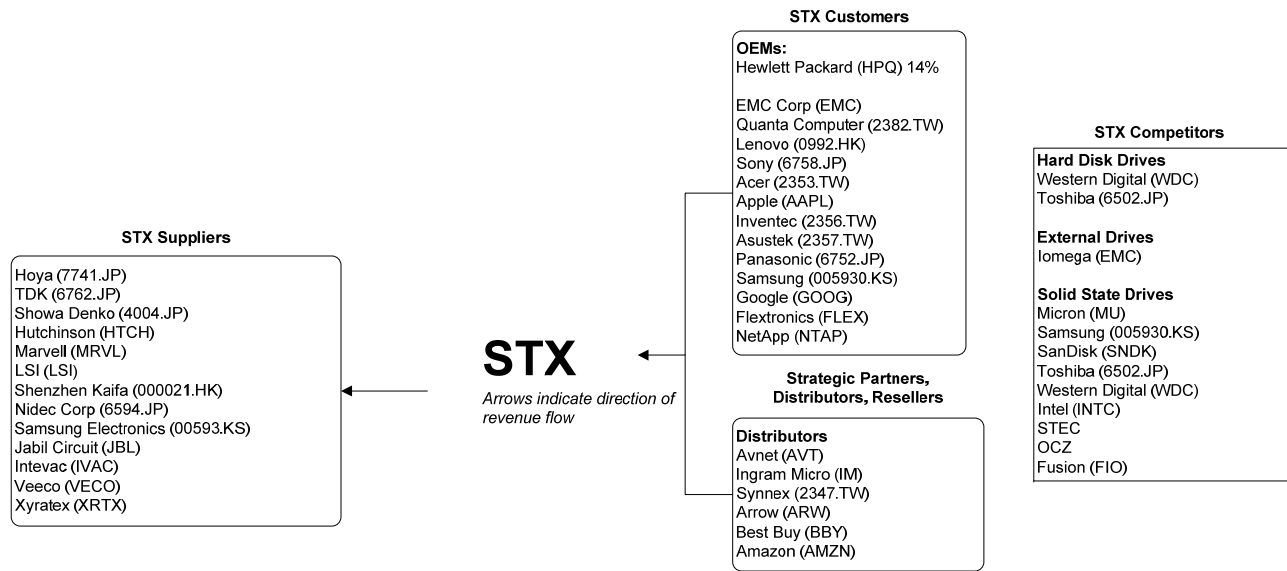 STX Suppliers
Hoya (7741.JP)
TDK (6762.JP)
Showa Denko (4004.JP)
Hutchinson (HTCH)
Marvell (MRVL)
LSI (LSI)
Shenzhen Kaifa (000021.HK)
Nidec Corp (6594.JP)
Samsung Electronics (00593.KS)
Jabil Circuit (JBL)
Intevac (IVAC)
Veeco (VECO)
Xyratex (XRTX)
STX
Arrows indicate direction of
revenue flow
STX Customers
OEMs:
Hewlett Packard (HPQ) 14%
EMC Corp (EMC)
Quanta Computer (2382.TW)
Lenovo (0992.HK)
Sony (6758.JP)
Acer (2353.TW)
Apple (AAPL)
Inventec (2356.TW)
Asustek (2357.TW)
Panasonic (6752.JP)
Samsung (005930.KS)
Google (GOOG)
Flextronics (FLEX)
NetApp (NTAP)
Strategic Partners,
Distributors, Resellers
Distributors
Avnet (AVT)
Ingram Micro (IM)
Synnex (2347.TW)
Arrow (ARW)
Best Buy (BBY)
Amazon (AMZN)
STX Competitors
Hard Disk Drives
Western Digital (WDC)
Toshiba (6502.JP)
External Drives
Iomega (EMC)
Solid State Drives
Micron (MU)
Samsung (005930.KS)
SanDisk (SNDK)
Toshiba (6502.JP)
Western Digital (WDC)
Intel (INTC)
STEC
OCZ
Fusion (FIO)